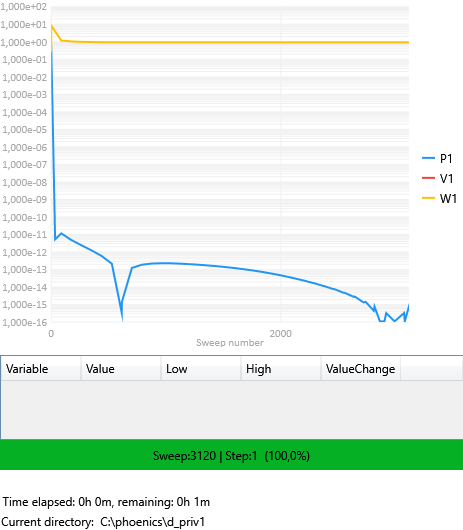 1,000e+02
1,000e+01
1,000e+00
1,000e-01
1,000e-02
1,000e-03
1,000e-04
1,000e-05
1,000e-06
1,000e-07
1,000e-08
1,000e-09
1,000e-10
1,000e-11
1,000e-12
1,000e-13
1,000e-14
1,000e-15
1,000e-16
0 2000
Sweep number
P1
V1
W1
Variable Value Low High ValueChange
Sweep:3120 | Step:1 (100,0%)
Time elapsed: 0h 0m, remaining: 0h 1m
Current directory: C:\phoenics\d_priv1